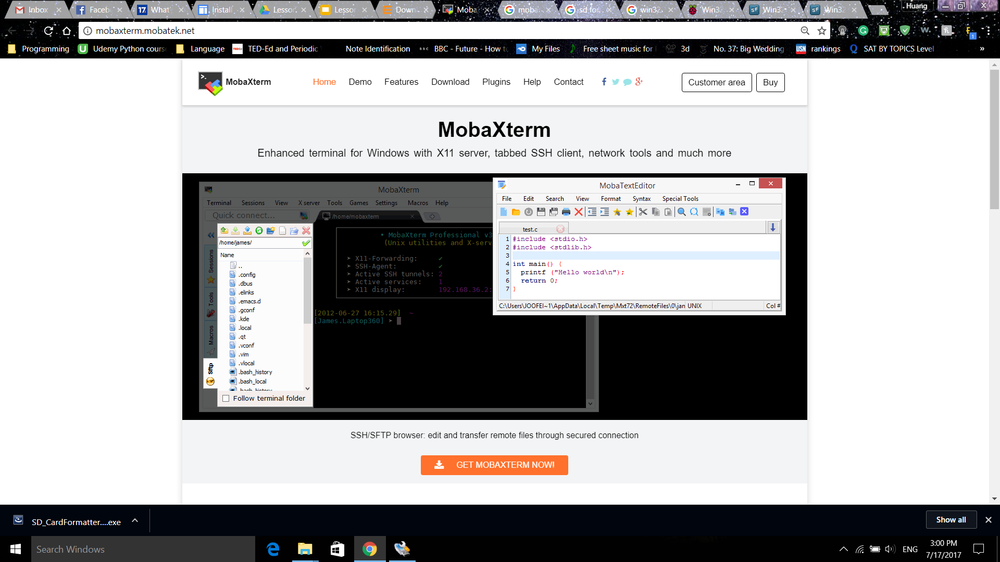 Inbox
Faceb
What'
Install
Lesson
Lesson
Down
Moba
moba
sd for
win32
Win32
Win3
Win32
Huang
mobaxterm.mobatek.net
Programming
Udemy Python cours
Language
TED-Ed and Periodic
Note Identification
BBC - Future - How t
My Files
Free sheet music for
3d
No. 37: Big Wedding
rankings
SAT BY TOPICS Level
»
MobaXterm
Home
Demo
Features
Download
Plugins
Help
Contact
Customer area
Buy
MobaXterm
Enhanced terminal for Windows with X11 server, tabbed SSH client, network tools and much more
MobaXterm
Terminal Sessions View X server Tools Games Settings Macros Help
Quick connect...
/home/mobaxterm
/home/james/
Name
..
.config
.dbus
.elinks
.emacs.d
.gconf
.kde
.local
.qt
.vconf
.vim
.vlocal
.bash_history
.bash_local
.bash_history
Follow terminal folder
Sessions
Tools
Macros
Sftp
• MobaXterm Professional v3
(Unix utilities and X-serv
➤ X11-Forwarding: ✔
➤ SSH-Agent: ✔
➤ Active SSH tunnels: 2
➤ Active services: 1
➤ X11 display: 192.168.36.2:
[2012-06-27 16:15.29] ~
[James.Laptop360] ➤
MobaTextEditor
File Edit Search View Format Syntax Special Tools
test.c
1 #include <stdio.h>
2 #include <stdlib.h>
3
4 int main() {
5 printf ("Hello world\n");
6 return 0;
7 }
C:\Users\JOOFEI~1\AppData\Local\Temp\Mxt72\RemoteFiles\0\jan UNIX Col #
SSH/SFTP browser: edit and transfer remote files through secured connection
GET MOBAXTERM NOW!
SD_CardFormatter....exe
Show all
Search Windows
ENG
3:00 PM
7/17/2017